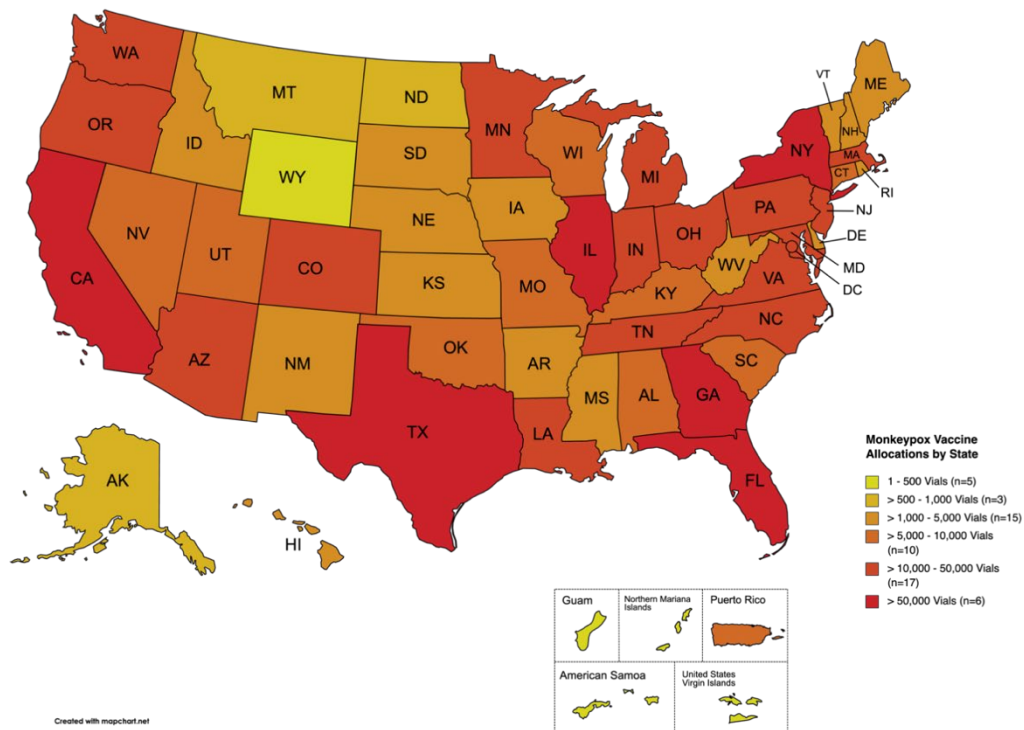 WA
OR
CA
NV
ID
MT
WY
UT
AZ
CO
NM
ND
SD
NE
KS
OK
TX
MN
IA
MO
AR
LA
WI
IL
MI
IN
OH
KY
TN
MS
AL
GA
FL
SC
NC
VA
WV
PA
NY
VT
NH
ME
MA
CT
RI
NJ
DE
MD
DC
AK
HI
Monkeypox Vaccine
Allocations by State
1 - 500 Vials (n=5)
> 500 - 1,000 Vials (n=3)
> 1,000 - 5,000 Vials (n=15)
> 5,000 - 10,000 Vials
(n=10)
> 10,000 - 50,000 Vials
(n=17)
> 50,000 Vials (n=6)
Guam
Northern Mariana
Islands
Puerto Rico
American Samoa
United States
Virgin Islands
Created with mapchart.net